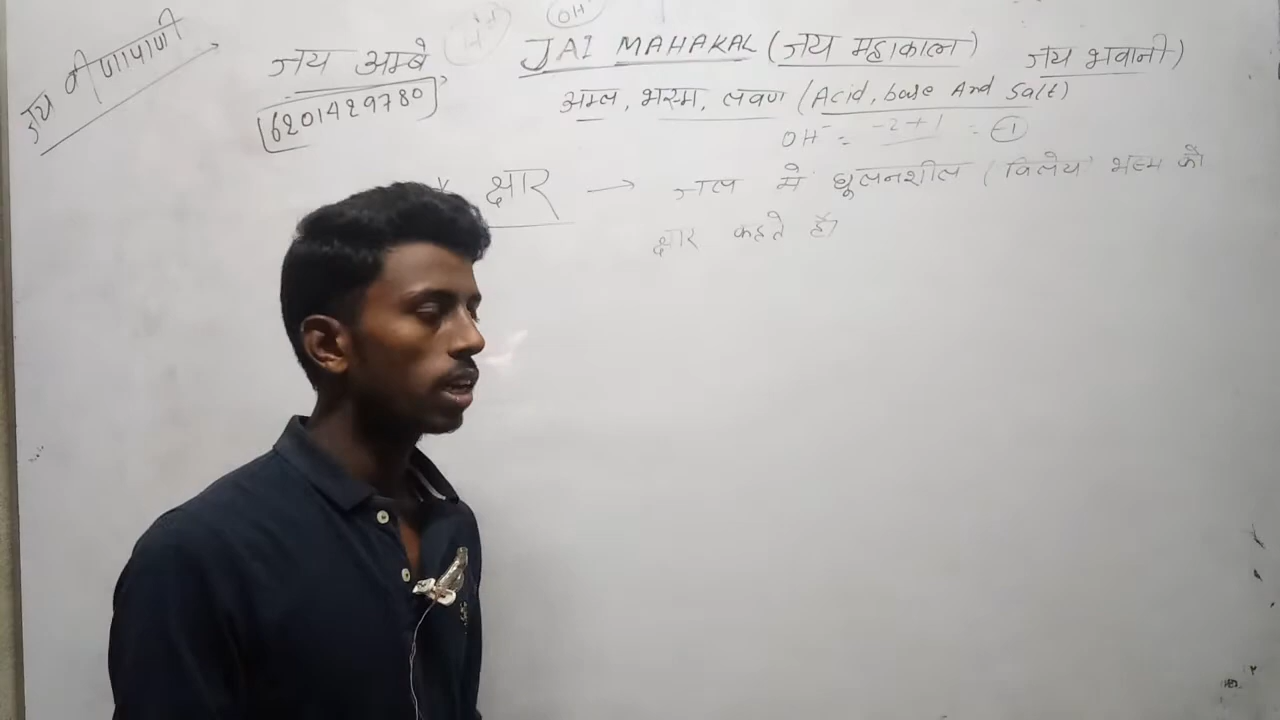 जय वीणापाणी
OH
जय अम्बे
JAI MAHAKAL (जय महाकाल)
जय भवानी)
6201429780
अम्ल, भस्म, लवण (Acid, base And Salt)
OH⁻ = -2+1 = -1
* क्षार → जल में घूलनशील (विलेय भस्म को
क्षार कहते हैं